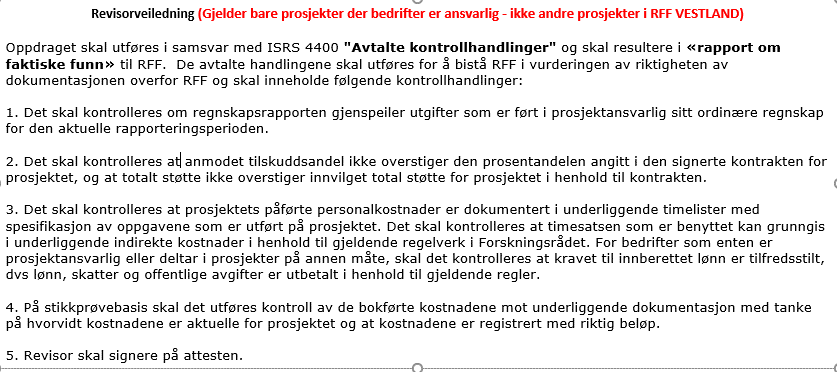 Revisorveiledning (Gjelder bare prosjekter der bedrifter er ansvarlig - ikke andre prosjekter i RFF VESTLAND)
Oppdraget skal utføres i samsvar med ISRS 4400 "Avtalte kontrollhandlinger" og skal resultere i «rapport om
faktiske funn» til RFF. De avtalte handlingene skal utføres for å bistå RFF i vurderingen av riktigheten av
dokumentasjonen overfor RFF og skal inneholde følgende kontrollhandlinger:
1. Det skal kontrolleres om regnskapsrapporten gjenspeiler utgifter som er ført i prosjektansvarlig sitt ordinære regnskap
for den aktuelle rapporteringsperioden.
2. Det skal kontrolleres at anmodet tilskuddsandel ikke overstiger den prosentandelen angitt i den signerte kontrakten for
prosjektet, og at totalt støtte ikke overstiger innvilget total støtte for prosjektet i henhold til kontrakten.
3. Det skal kontrolleres at prosjektets påførte personalkostnader er dokumentert i underliggende timelister med
spesifikasjon av oppgavene som er utført på prosjektet. Det skal kontrolleres at timesatsen som er benyttet kan grunngis
i underliggende indirekte kostnader i henhold til gjeldende regelverk i Forskningsrådet. For bedrifter som enten er
prosjektansvarlig eller deltar i prosjekter på annen måte, skal det kontrolleres at kravet til innberettet lønn er tilfredsstilt,
dvs lønn, skatter og offentlige avgifter er utbetalt i henhold til gjeldende regler.
4. På stikkprøvebasis skal det utføres kontroll av de bokførte kostnadene mot underliggende dokumentasjon med tanke
på hvorvidt kostnadene er aktuelle for prosjektet og at kostnadene er registrert med riktig beløp.
5. Revisor skal signere på attesten.